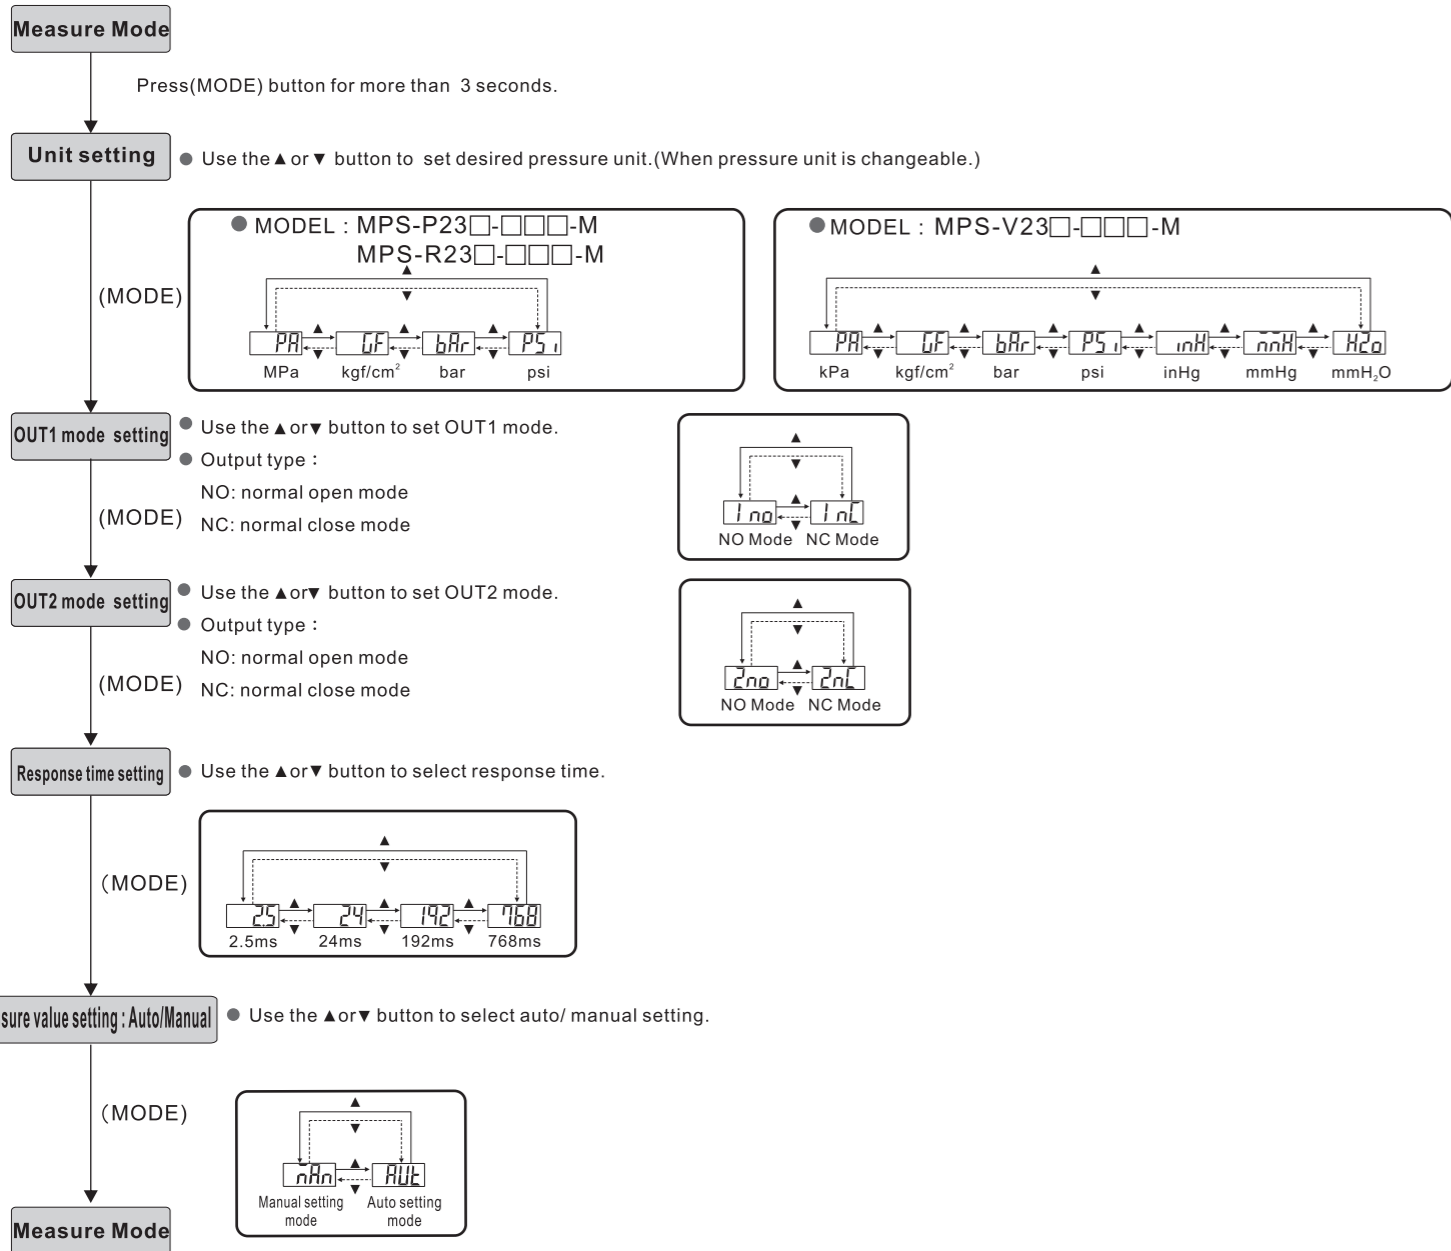 Measure Mode
Press(MODE) button for more than 3 seconds.
Unit setting
● Use the ▲ or ▼ button to set desired pressure unit.(When pressure unit is changeable.)
(MODE)
● MODEL : MPS-P23□-□□□-M
MPS-R23□-□□□-M
▲
▼
PA ▲ ▼ GF ▲ ▼ bAr ▲ ▼ PSi
MPa kgf/cm² bar psi
● MODEL : MPS-V23□-□□□-M
▲
▼
PA ▲ ▼ GF ▲ ▼ bAr ▲ ▼ PSi ▲ ▼ inH ▲ ▼ mmH ▲ ▼ H2o
kPa kgf/cm² bar psi inHg mmHg mmH₂O
OUT1 mode setting
● Use the ▲ or ▼ button to set OUT1 mode.
● Output type :
NO: normal open mode
NC: normal close mode
(MODE)
▲
▼
1no ▲ ▼ 1nC
NO Mode NC Mode
OUT2 mode setting
● Use the ▲ or ▼ button to set OUT2 mode.
● Output type :
NO: normal open mode
NC: normal close mode
(MODE)
▲
▼
2no ▲ ▼ 2nC
NO Mode NC Mode
Response time setting
● Use the ▲ or ▼ button to select response time.
(MODE)
▲
▼
2.5 ▲ ▼ 24 ▲ ▼ 192 ▲ ▼ 768
2.5ms 24ms 192ms 768ms
sure value setting : Auto/Manual
● Use the ▲ or ▼ button to select auto/ manual setting.
(MODE)
▲
▼
mAn ▲ ▼ AUt
Manual setting mode
Auto setting mode
Measure Mode